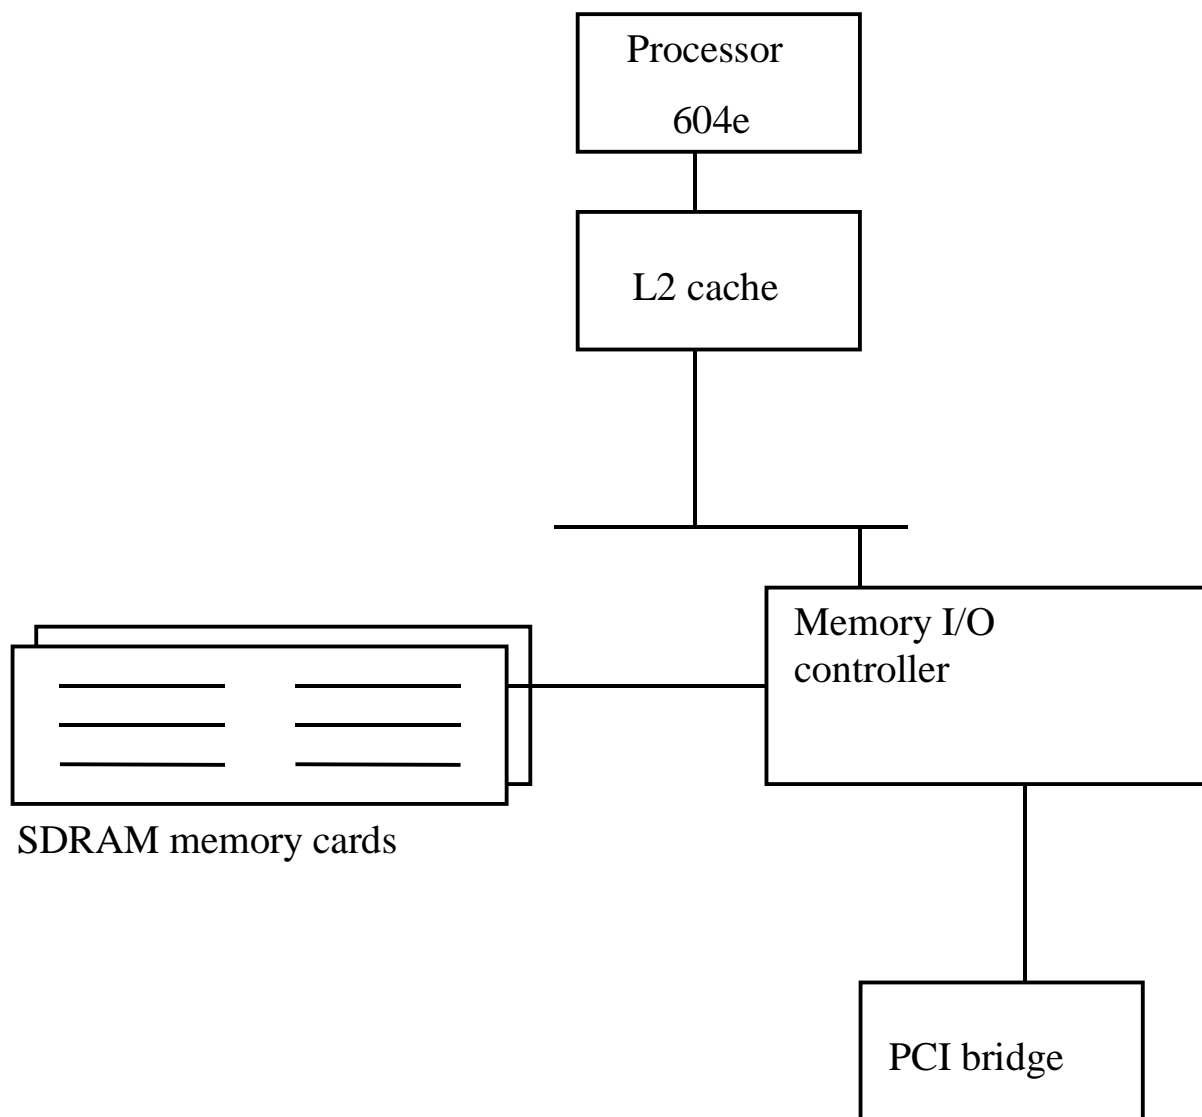 Processor
604e
L2 cache
Memory I/O
controller
SDRAM memory cards
PCI bridge